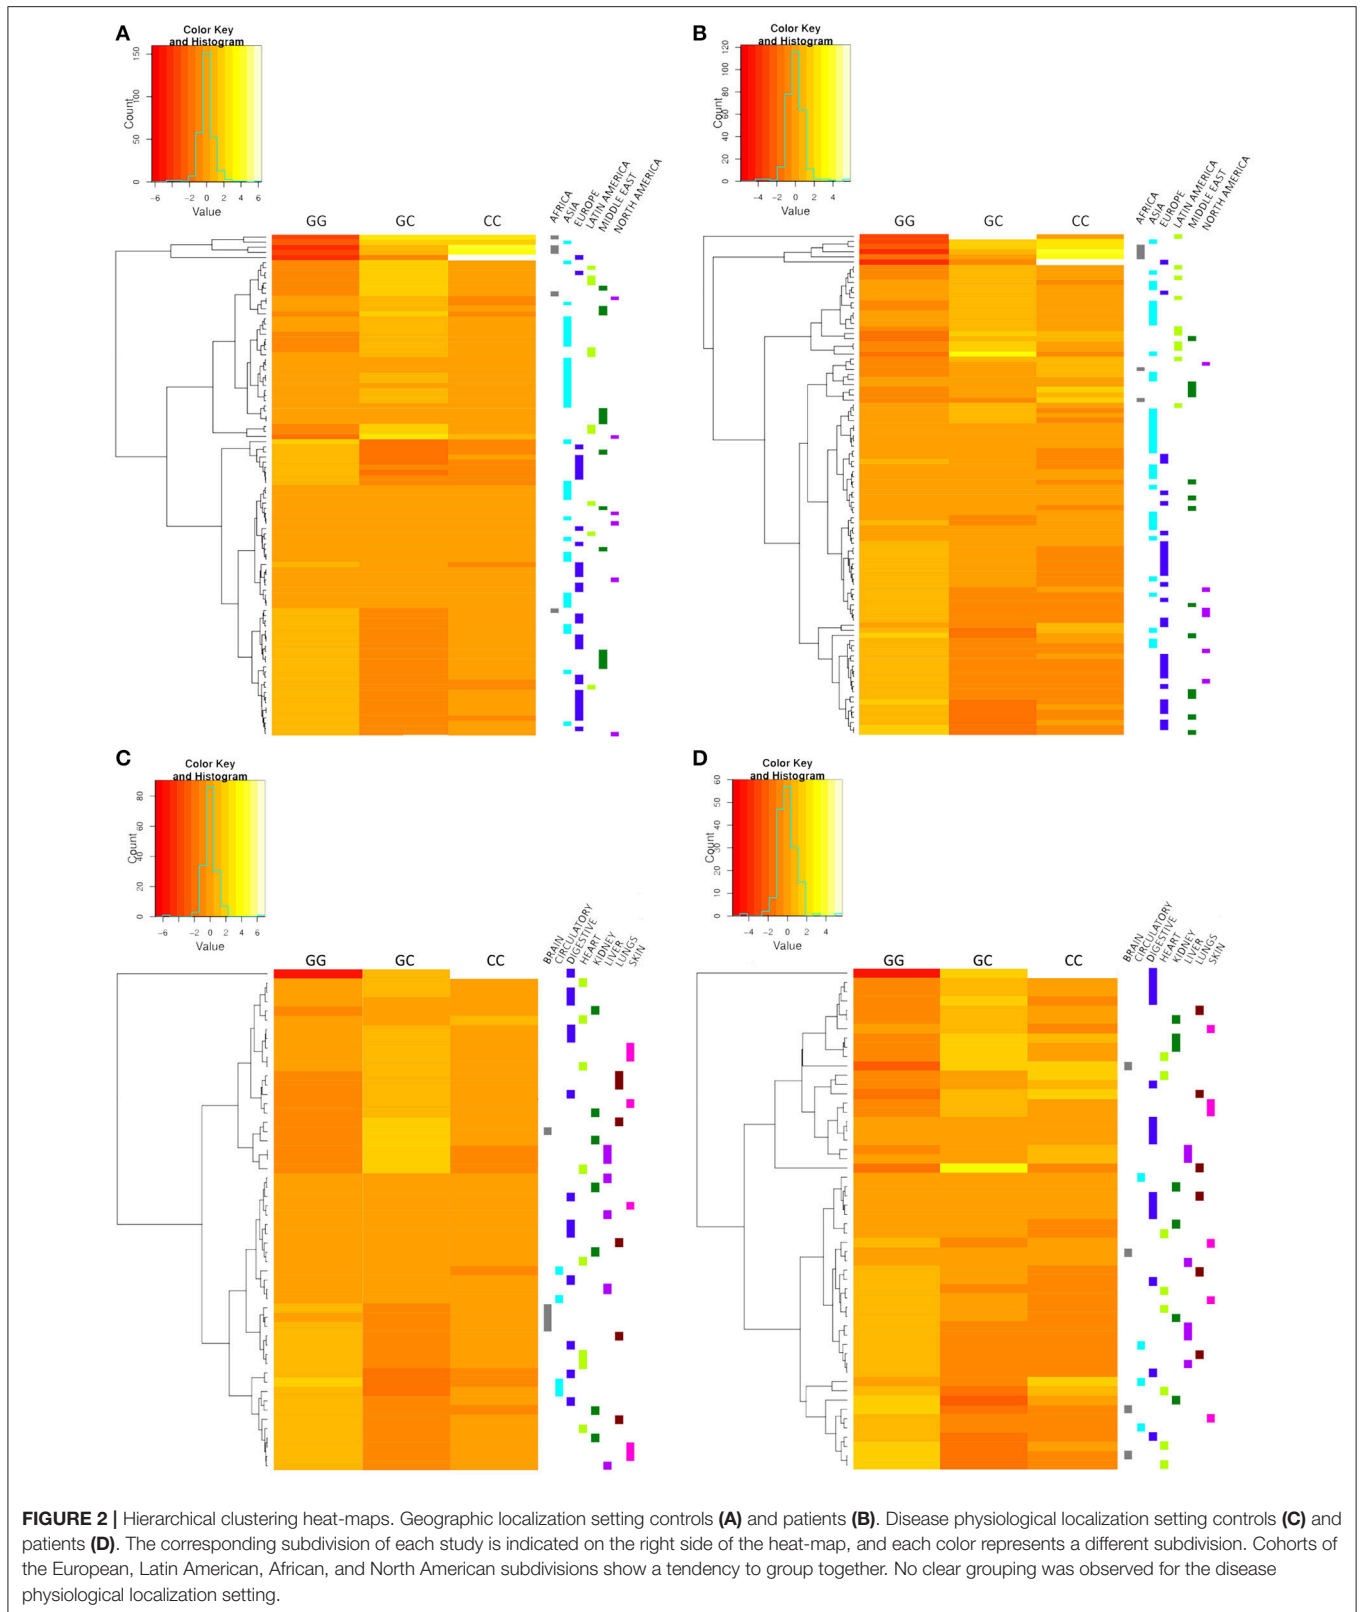 A
Color Key
and Histogram
Count
0 50 100 150
-6 -4 -2 0 2 4 6
Value
GG GC CC
AFRICA
ASIA
EUROPE
LATIN AMERICA
MIDDLE EAST
NORTH AMERICA
B
Color Key
and Histogram
Count
0 20 40 60 80 100 120
-4 -2 0 2 4
Value
GG GC CC
AFRICA
ASIA
EUROPE
LATIN AMERICA
MIDDLE EAST
NORTH AMERICA
C
Color Key
and Histogram
Count
0 20 40 60 80
-6 -4 -2 0 2 4 6
Value
GG GC CC
BRAIN
CIRCULATORY
DIGESTIVE
HEART
KIDNEY
LIVER
LUNGS
SKIN
D
Color Key
and Histogram
Count
0 10 20 30 40 50 60
-4 -2 0 2 4
Value
GG GC CC
BRAIN
CIRCULATORY
DIGESTIVE
HEART
KIDNEY
LIVER
LUNGS
SKIN
FIGURE 2 | Hierarchical clustering heat-maps. Geographic localization setting controls (A) and patients (B). Disease physiological localization setting controls (C) and
patients (D). The corresponding subdivision of each study is indicated on the right side of the heat-map, and each color represents a different subdivision. Cohorts of
the European, Latin American, African, and North American subdivisions show a tendency to group together. No clear grouping was observed for the disease
physiological localization setting.